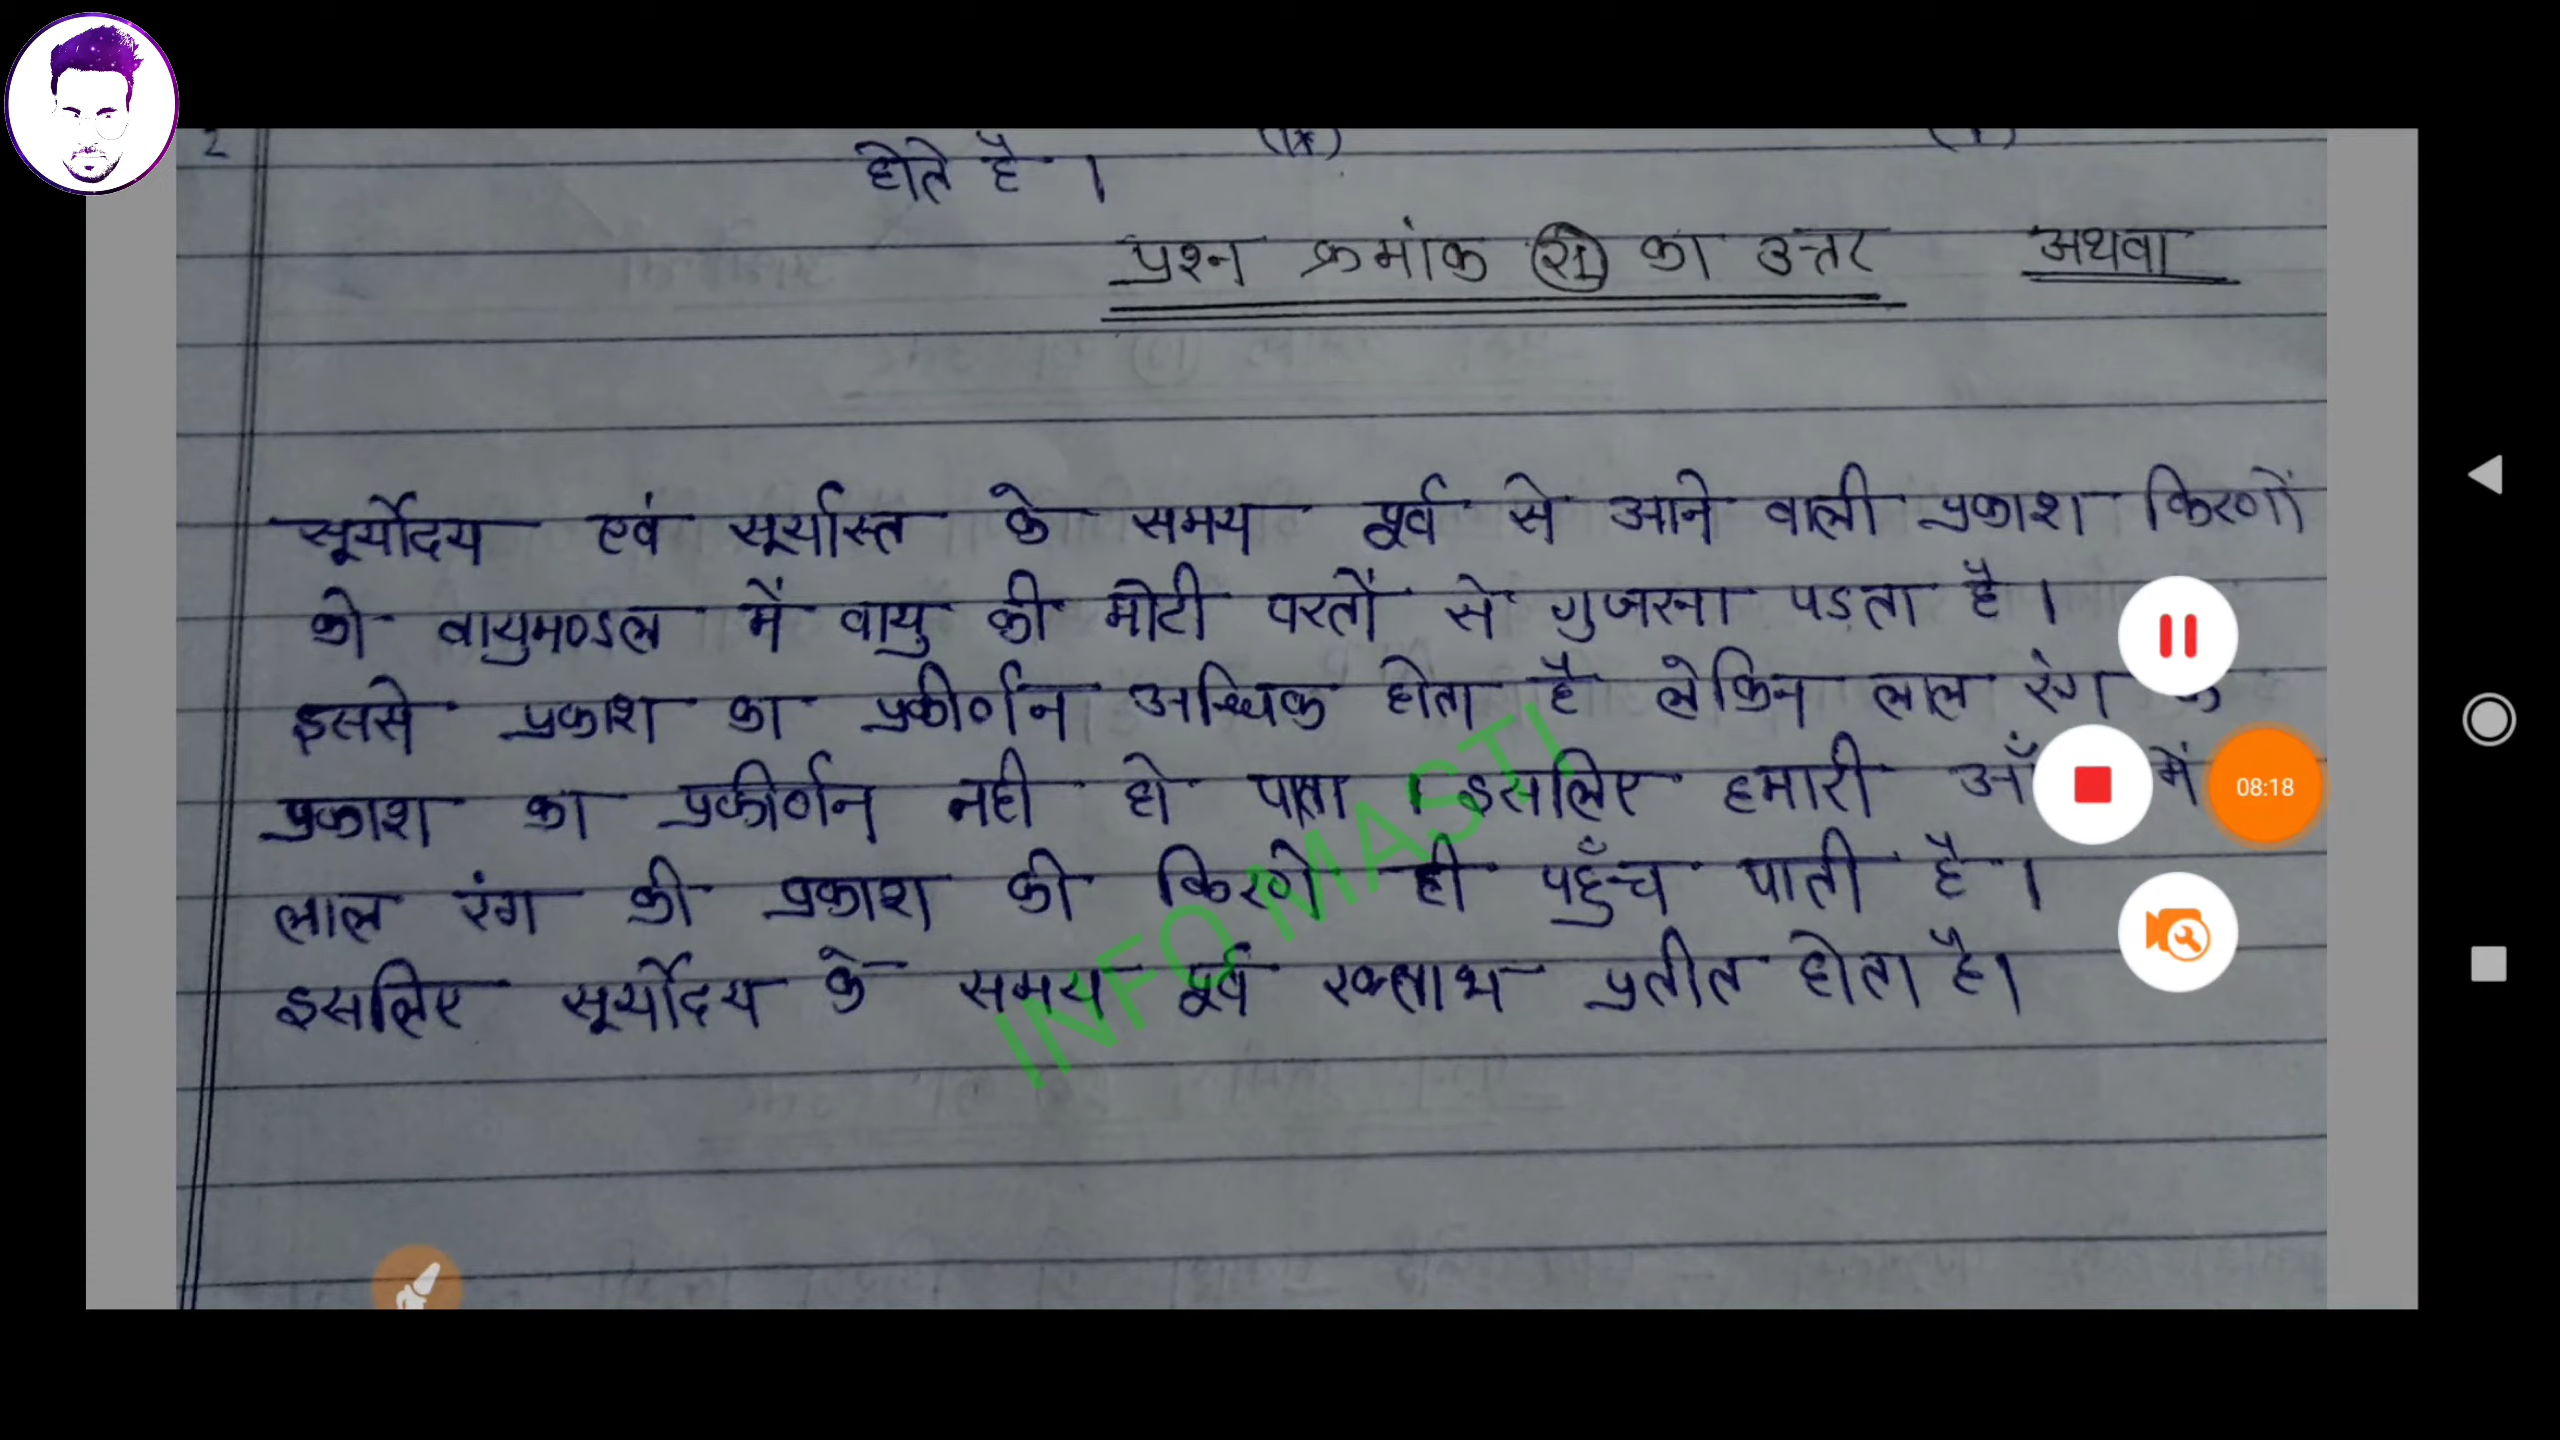 2
होते है ।
प्रश्न क्रमांक (21) का उत्तर अथवा
सूर्योदय एवं सूर्यास्त के समय पूर्व से आने वाली प्रकाश किरणों
को वायुमण्डल में वायु की मोटी परतों से गुजरना पडता है ।
इससे प्रकाश का प्रकीर्णन अधिक होता है लेकिन लाल रंग
प्रकाश का प्रकीर्णन नही हो पाता । इसलिए हमारी में
लाल रंग की प्रकाश की किरणे ही पहुँच पाती है ।
इसलिए सूर्योदय के समय पूर्व रक्ताभ प्रतीत होता है।
INFO MASTI
08:18